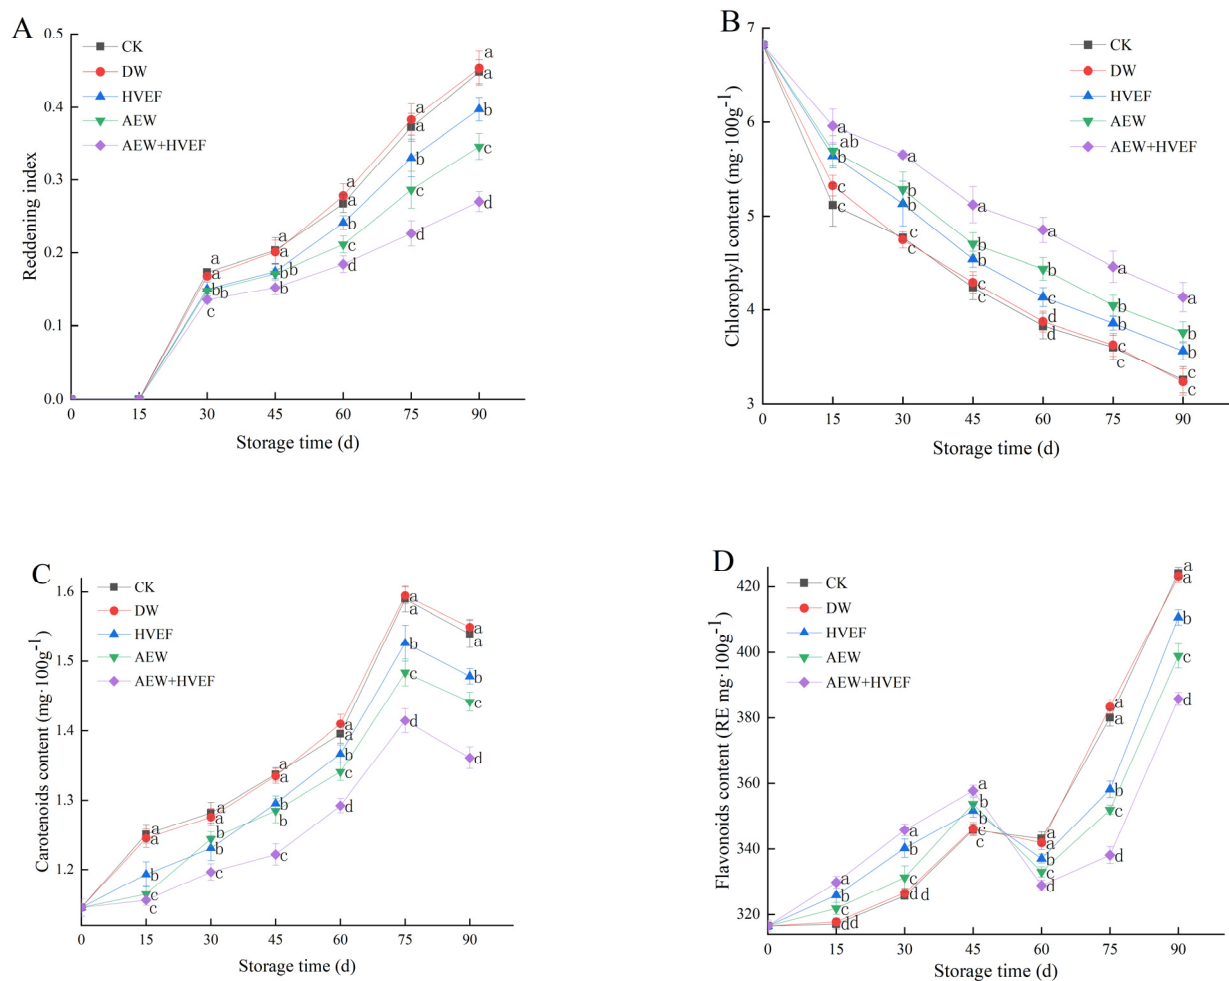 A
Reddening index
0.5
0.4
0.3
0.2
0.1
0.0
CK
DW
HVEF
AEW
AEW+HVEF
a
a
b
b
c
a
a
b
b
b
a
a
b
c
d
a
a
b
c
d
a
a
b
c
d
0 15 30 45 60 75 90
Storage time (d)
B
Chlorophyll content (mg·100g⁻¹)
7
6
5
4
3
CK
DW
HVEF
AEW
AEW+HVEF
a
ab
b
c
c
a
b
b
c
c
a
b
b
c
c
a
b
c
d
d
a
b
b
c
c
a
b
b
c
c
0 15 30 45 60 75 90
Storage time (d)
C
Carotenoids content (mg·100g⁻¹)
1.6
1.5
1.4
1.3
1.2
CK
DW
HVEF
AEW
AEW+HVEF
a
a
b
c
c
a
a
b
b
c
a
a
b
b
c
a
a
b
c
d
a
a
b
c
d
a
a
b
c
d
0 15 30 45 60 75 90
Storage time (d)
D
Flavonoids content (RE mg·100g⁻¹)
420
400
380
360
340
320
CK
DW
HVEF
AEW
AEW+HVEF
a
b
c
dd
a
b
c
d d
a
b
b
c
c
a
a
b
c
d
a
a
b
c
d
a
a
b
c
d
0 15 30 45 60 75 90
Storage time (d)